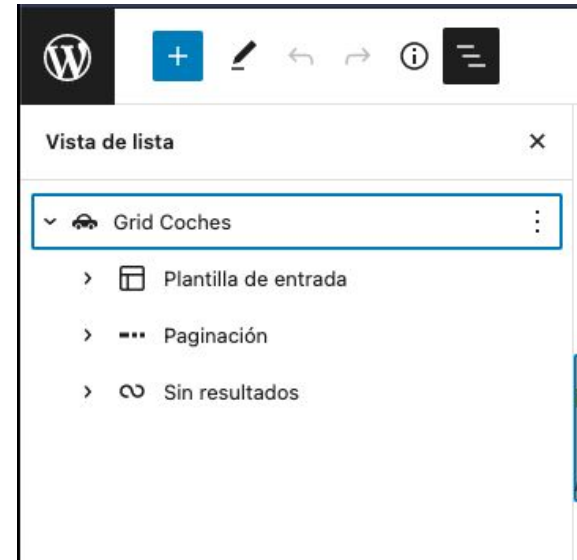 Vista de lista
Grid Coches
Plantilla de entrada
Paginación
Sin resultados